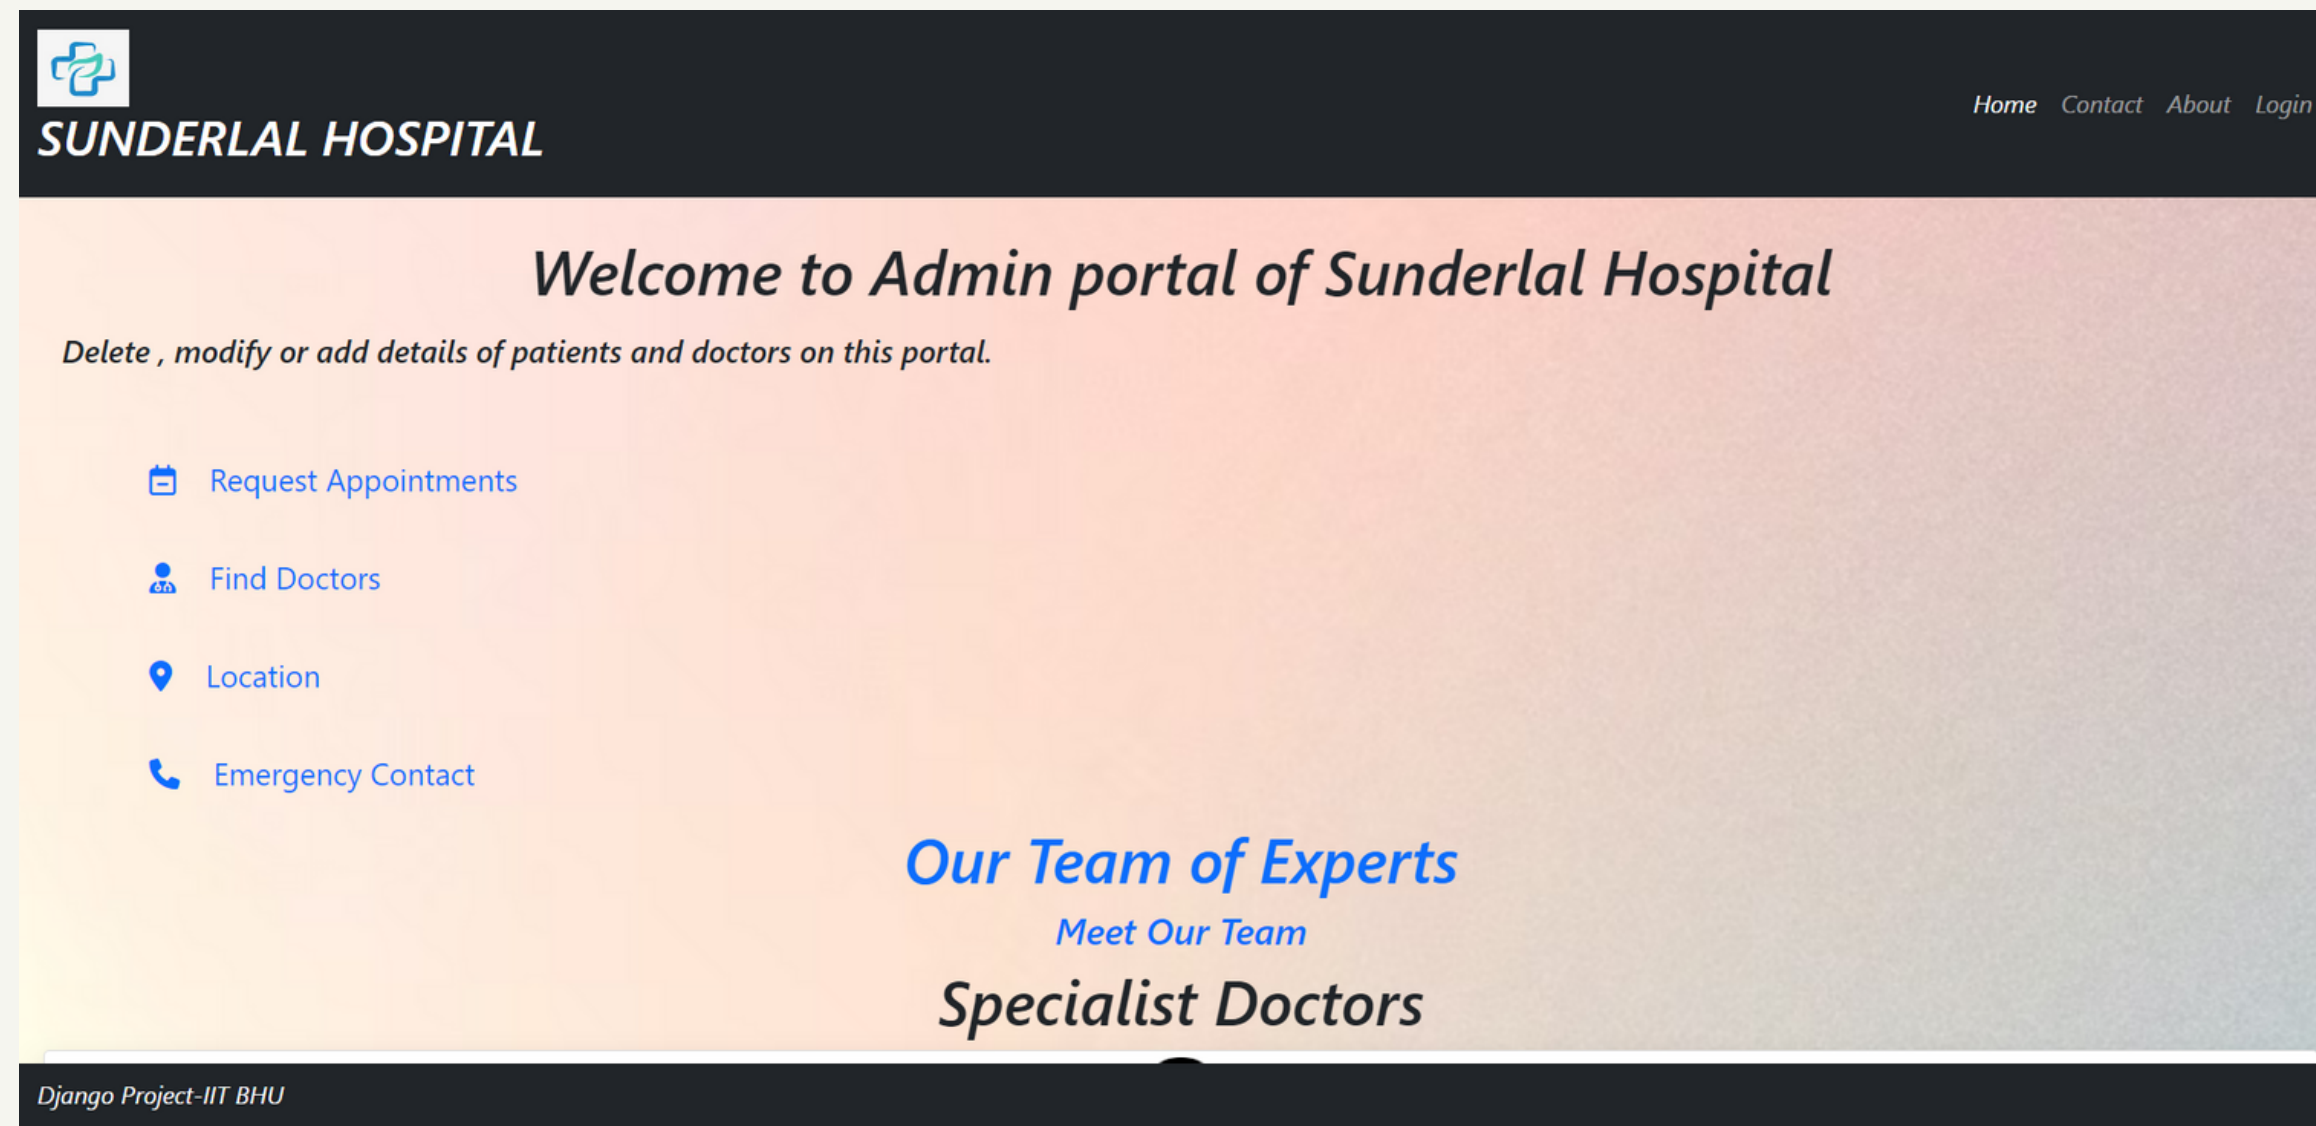 SUNDERLAL HOSPITAL
Home Contact About Login
Welcome to Admin portal of Sunderlal Hospital
Delete , modify or add details of patients and doctors on this portal.
Request Appointments
Find Doctors
Location
Emergency Contact
Our Team of Experts
Meet Our Team
Specialist Doctors
Django Project-IIT BHU